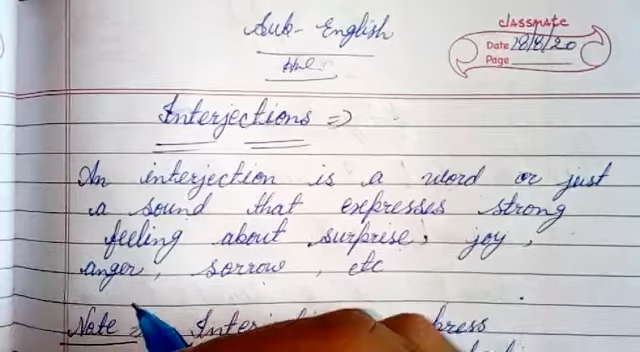 Sub- English
classmate
Date 18/8/20
Page
H.W.
Interjections =>
An interjection is a word or just
a sound that expresses strong
feeling about surprise, joy,
anger, sorrow, etc
Note